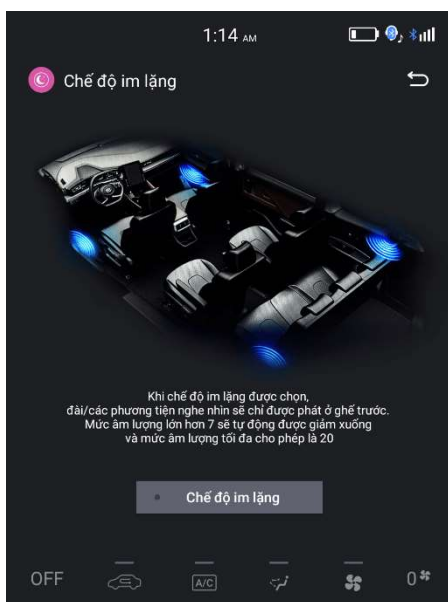 1:14 AM
Chế độ im lặng
Khi chế độ im lặng được chọn,
đài/các phương tiện nghe nhìn sẽ chỉ được phát ở ghế trước.
Mức âm lượng lớn hơn 7 sẽ tự động được giảm xuống
và mức âm lượng tối đa cho phép là 20
Chế độ im lặng
OFF A/C 0